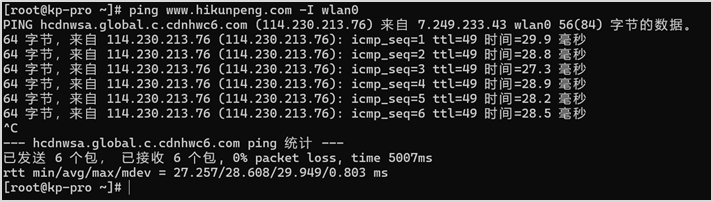 [root@kp-pro ~]# ping www.hikunpeng.com -I wlan0
PING hcdnwsa.global.c.cdnhwc6.com (114.230.213.76) 来自 7.249.233.43 wlan0 56(84) 字节的数据。
64 字节，来自 114.230.213.76 (114.230.213.76): icmp_seq=1 ttl=49 时间=29.9 毫秒
64 字节，来自 114.230.213.76 (114.230.213.76): icmp_seq=2 ttl=49 时间=28.8 毫秒
64 字节，来自 114.230.213.76 (114.230.213.76): icmp_seq=3 ttl=49 时间=27.3 毫秒
64 字节，来自 114.230.213.76 (114.230.213.76): icmp_seq=4 ttl=49 时间=28.9 毫秒
64 字节，来自 114.230.213.76 (114.230.213.76): icmp_seq=5 ttl=49 时间=28.2 毫秒
64 字节，来自 114.230.213.76 (114.230.213.76): icmp_seq=6 ttl=49 时间=28.5 毫秒
^C
--- hcdnwsa.global.c.cdnhwc6.com ping 统计 ---
已发送 6 个包， 已接收 6 个包, 0% packet loss, time 5007ms
rtt min/avg/max/mdev = 27.257/28.608/29.949/0.803 ms
[root@kp-pro ~]#